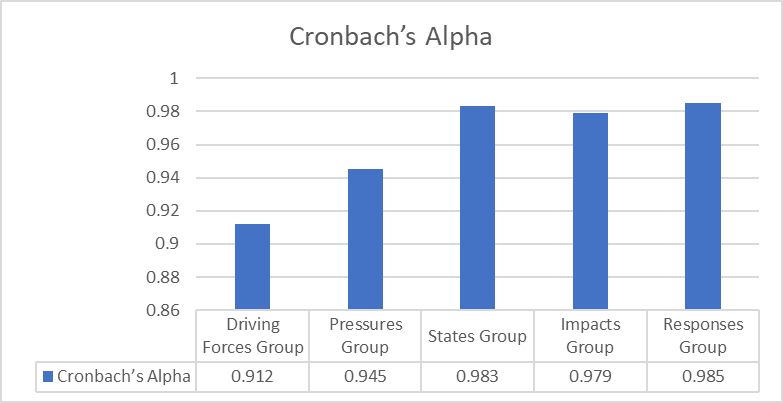 Cronbach’s Alpha
1
0.98
0.96
0.94
0.92
0.9
0.88
0.86
Driving Forces Group
Pressures Group
States Group
Impacts Group
Responses Group
Cronbach’s Alpha 0.912 0.945 0.983 0.979 0.985